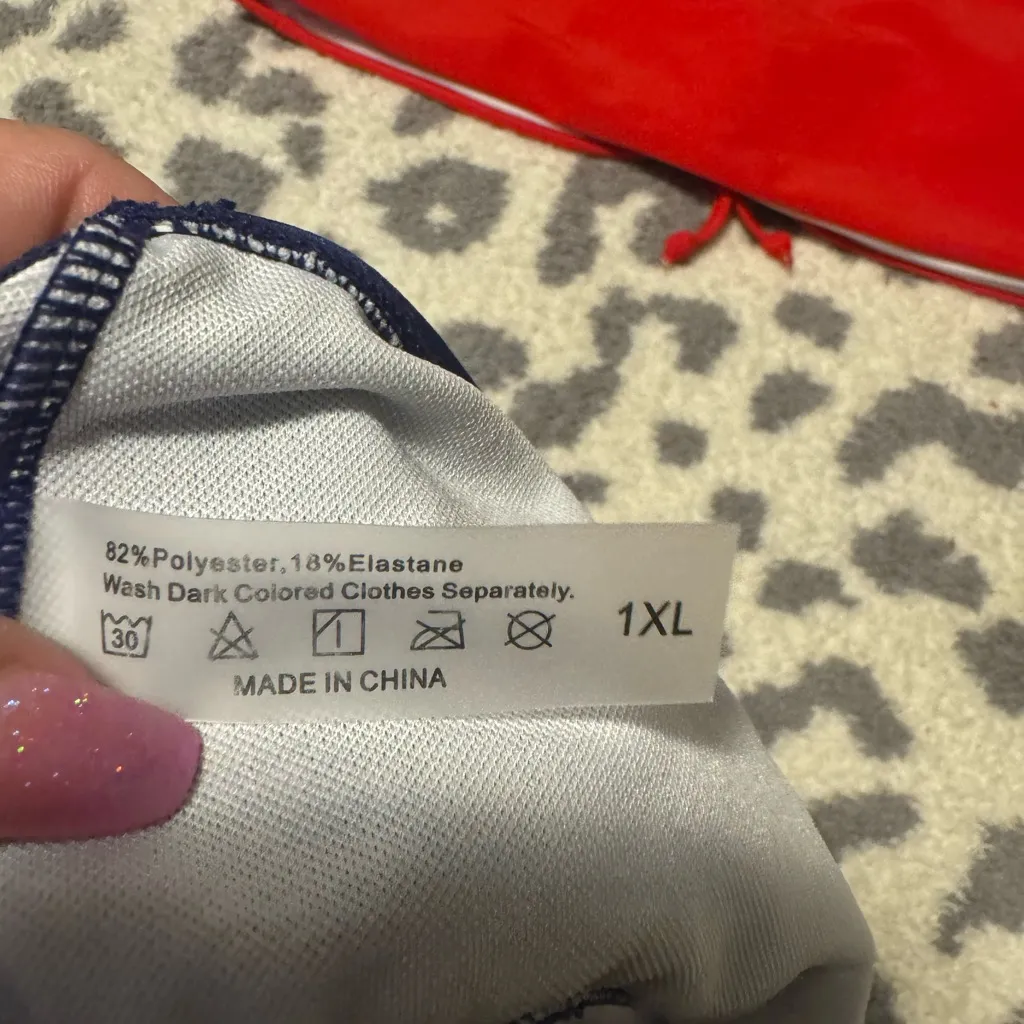 82%Polyester,18%Elastane
Wash Dark Colored Clothes Separately.
30
1XL
MADE IN CHINA